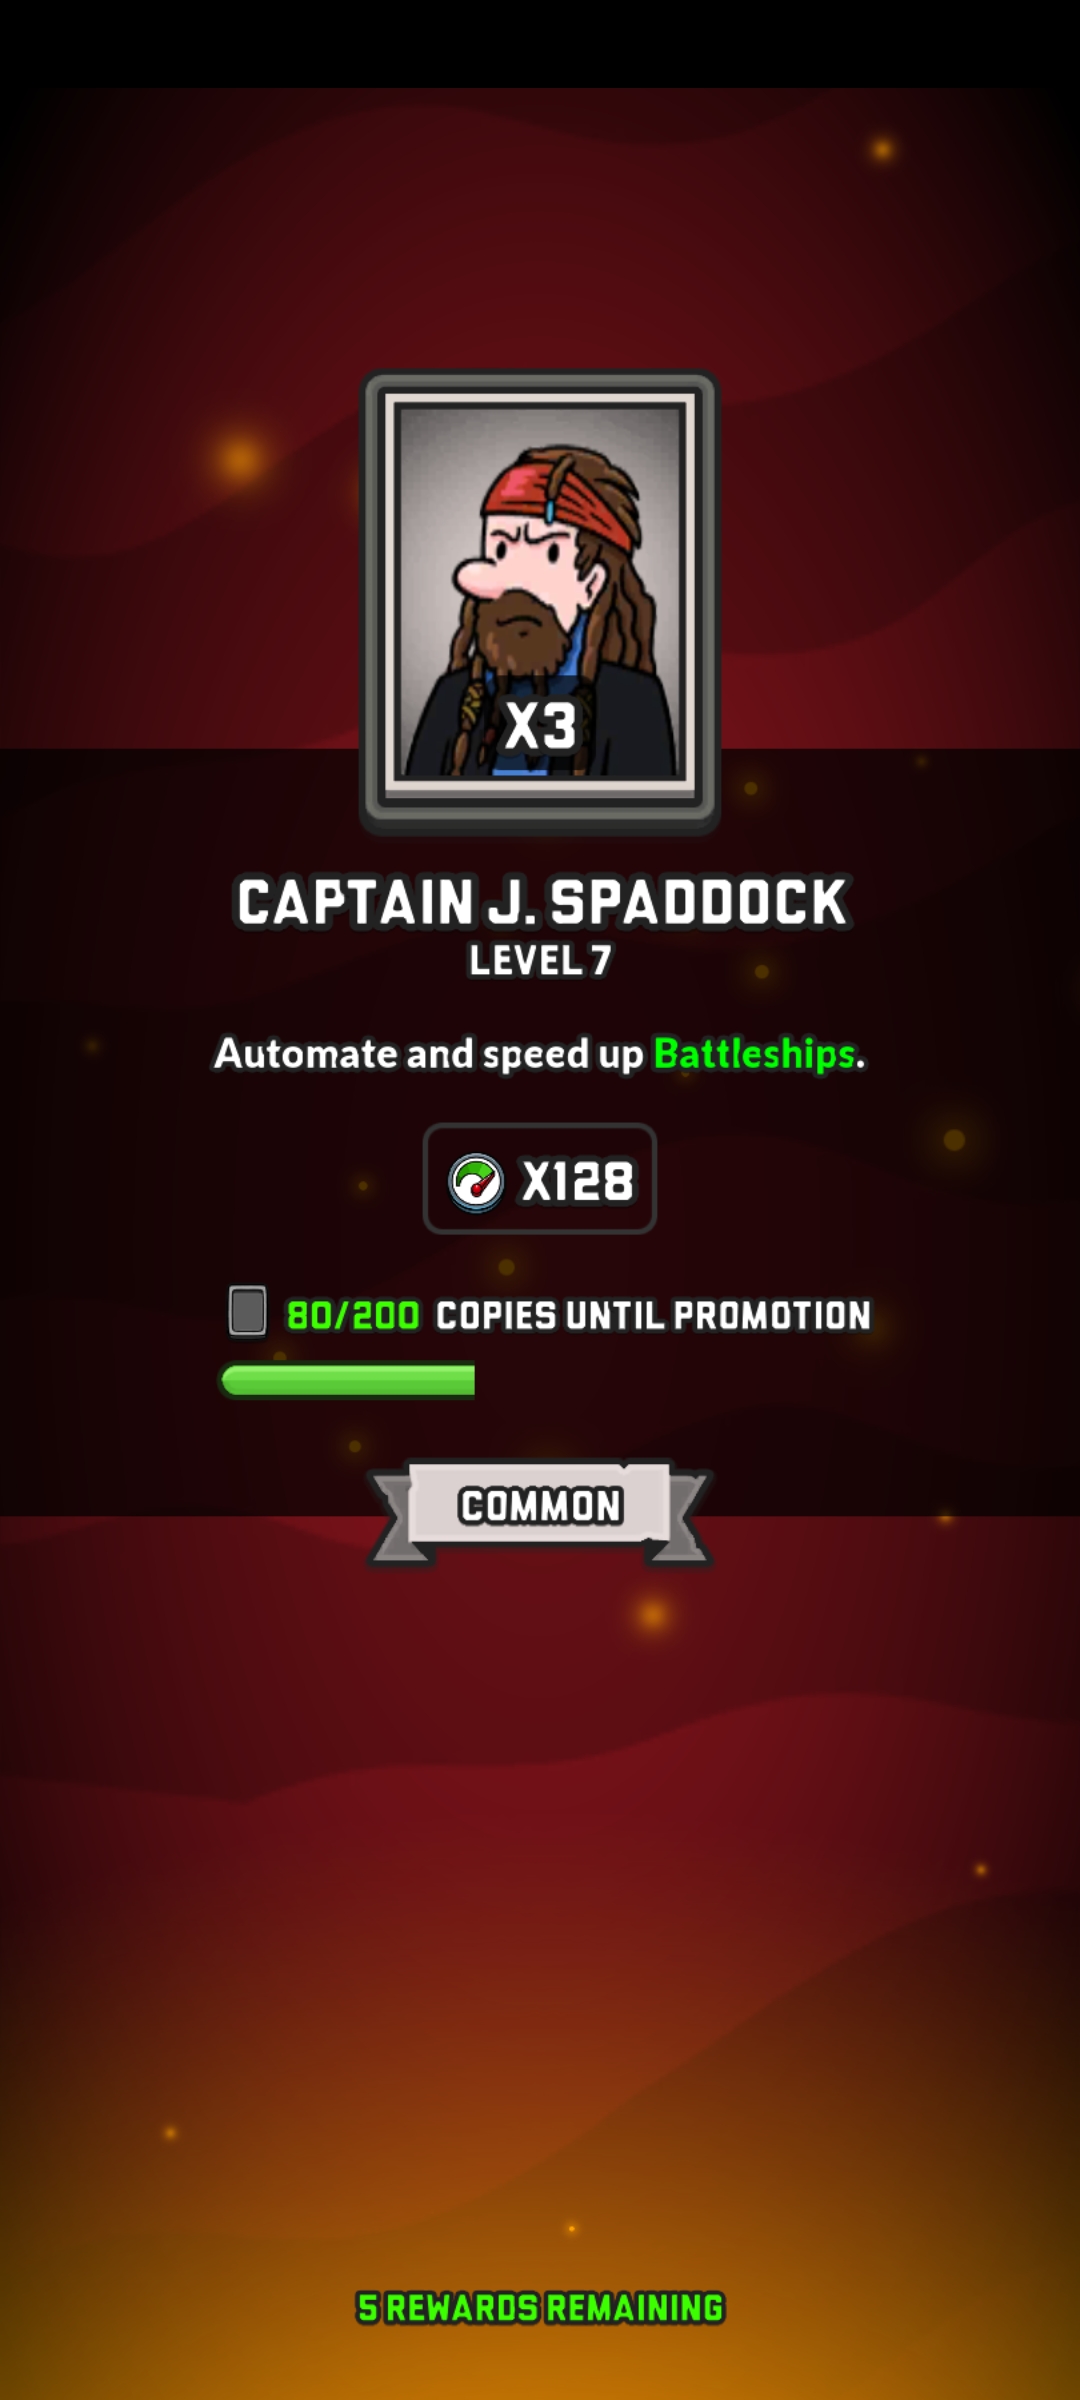 X3
CAPTAIN J. SPADDOCK
LEVEL 7
Automate and speed up Battleships.
X128
80/200 COPIES UNTIL PROMOTION
COMMON
5 REWARDS REMAINING